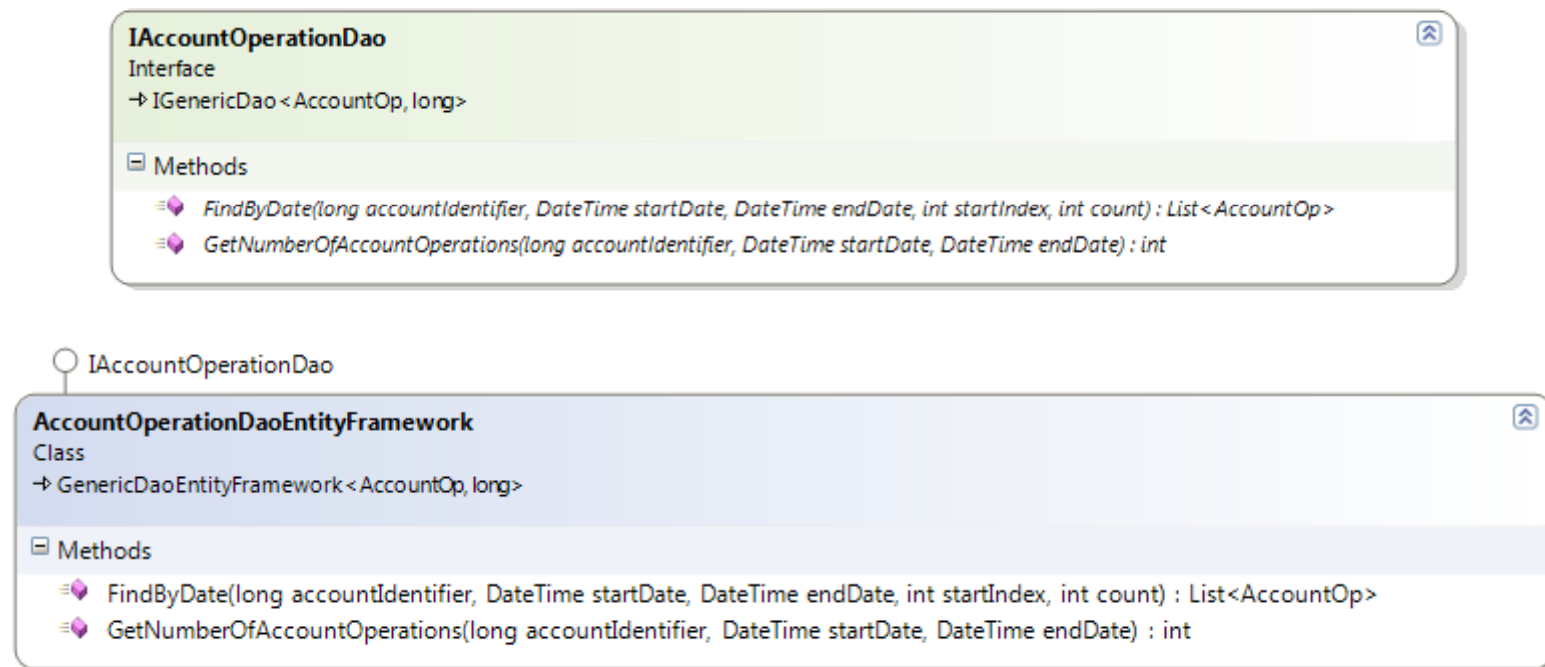 IAccountOperationDao
Interface
IGenericDao<AccountOp, long>
Methods
FindByDate(long accountIdentifier, DateTime startDate, DateTime endDate, int startIndex, int count) : List<AccountOp>
GetNumberOfAccountOperations(long accountIdentifier, DateTime startDate, DateTime endDate) : int
IAccountOperationDao
AccountOperationDaoEntityFramework
Class
GenericDaoEntityFramework<AccountOp, long>
Methods
FindByDate(long accountIdentifier, DateTime startDate, DateTime endDate, int startIndex, int count) : List<AccountOp>
GetNumberOfAccountOperations(long accountIdentifier, DateTime startDate, DateTime endDate) : int